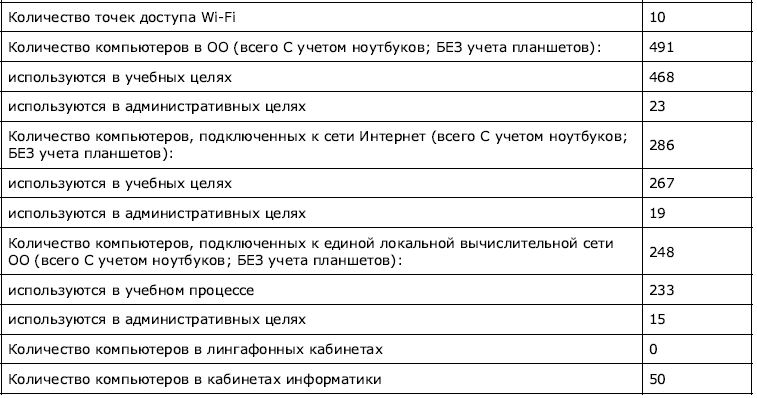 Количество точек доступа Wi-Fi 10
Количество компьютеров в ОО (всего С учетом ноутбуков; БЕЗ учета планшетов): 491
используются в учебных целях 468
используются в административных целях 23
Количество компьютеров, подключенных к сети Интернет (всего С учетом ноутбуков;
БЕЗ учета планшетов): 286
используются в учебных целях 267
используются в административных целях 19
Количество компьютеров, подключенных к единой локальной вычислительной сети
ОО (всего С учетом ноутбуков; БЕЗ учета планшетов): 248
используются в учебном процессе 233
используются в административных целях 15
Количество компьютеров в лингафонных кабинетах 0
Количество компьютеров в кабинетах информатики 50